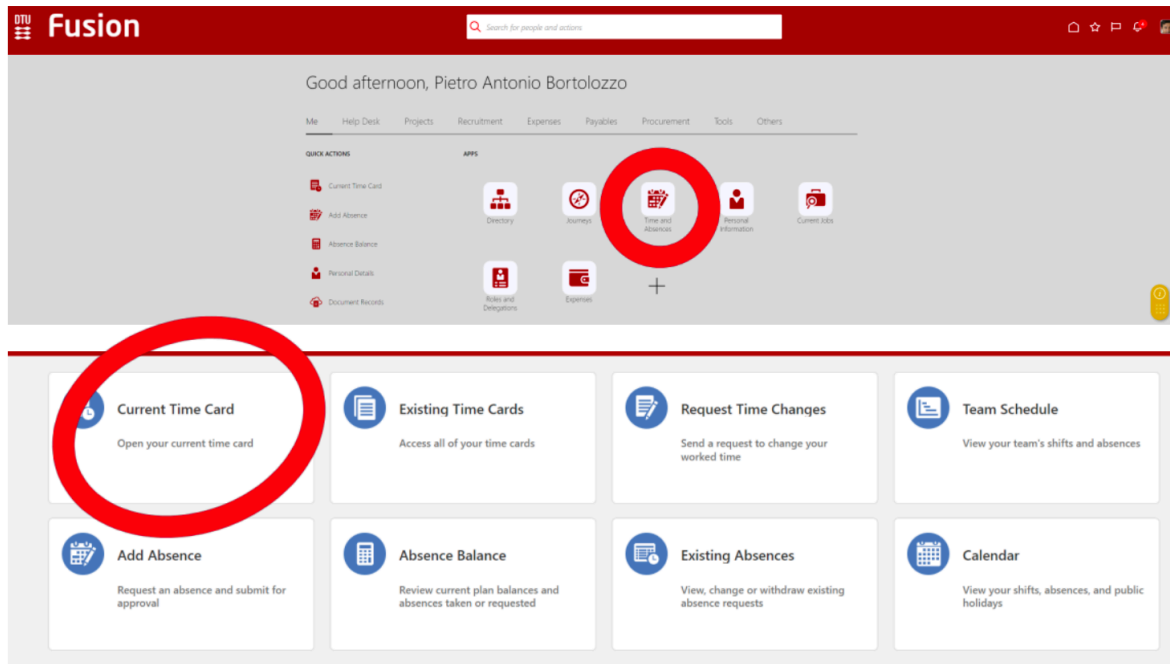 DTU
Fusion
Search for people and actions
Good afternoon, Pietro Antonio Bortolozzo
Me Help Desk Projects Recruitment Expenses Payables Procurement Tools Others
QUICK ACTIONS
APPS
Current Time Card
Add Absence
Absence Balance
Personal Details
Document Records
Directory
Journeys
Time and
Absences
Personal
Information
Current Jobs
Roles and
Delegations
Expenses
Current Time Card
Open your current time card
Existing Time Cards
Access all of your time cards
Request Time Changes
Send a request to change your
worked time
Team Schedule
View your team's shifts and absences
Add Absence
Request an absence and submit for
approval
Absence Balance
Review current plan balances and
absences taken or requested
Existing Absences
View, change or withdraw existing
absence requests
Calendar
View your shifts, absences, and public
holidays